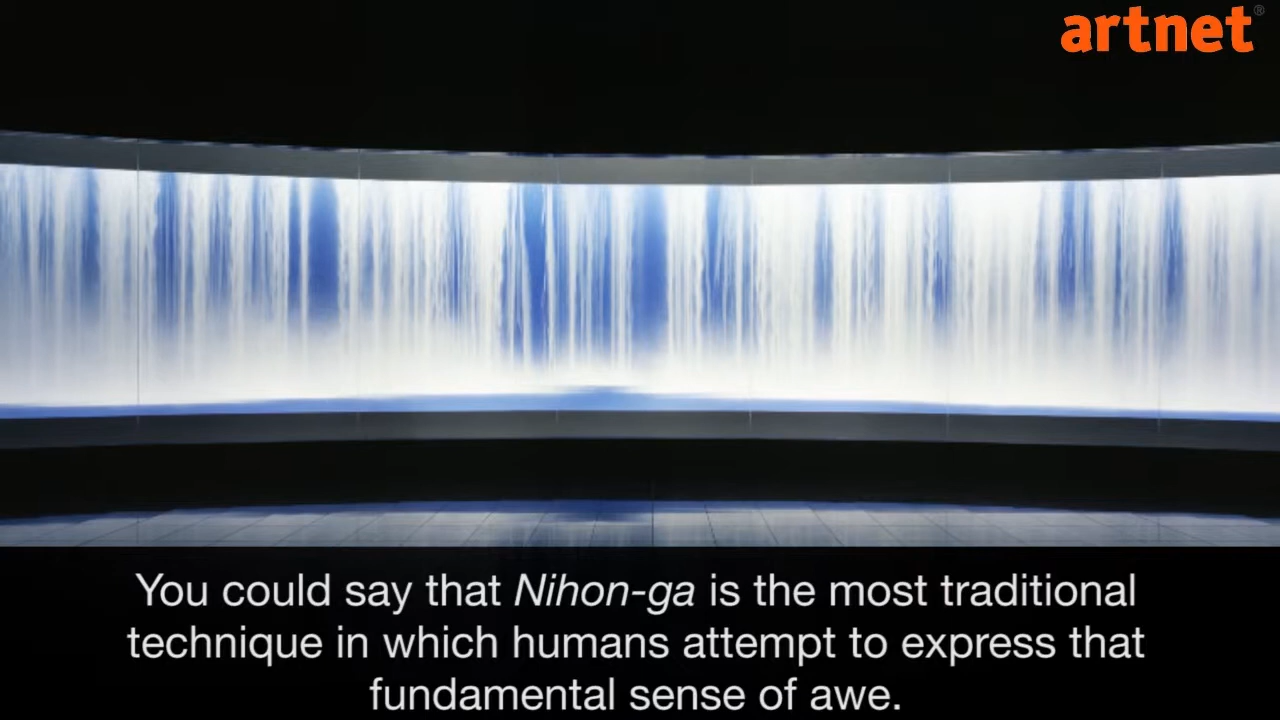 artnet®
You could say that Nihon-ga is the most traditional
technique in which humans attempt to express that
fundamental sense of awe.